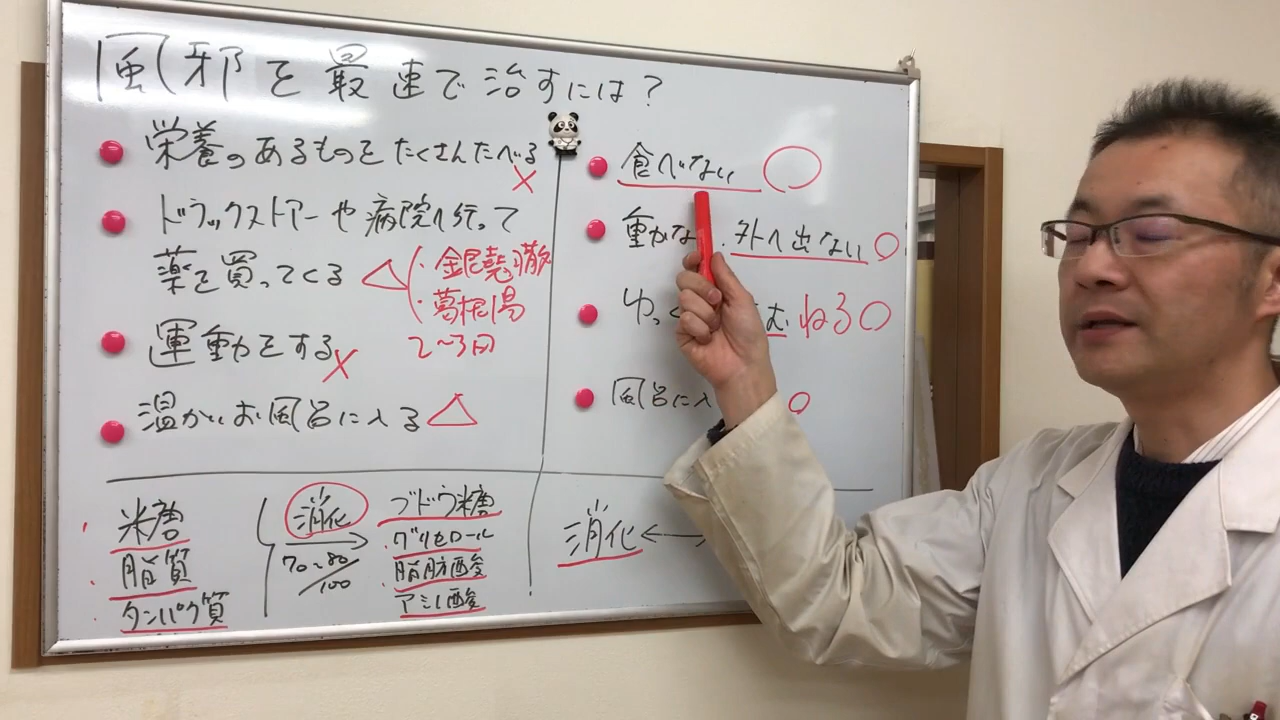 風邪を最速で治すには？
栄養のあるものをたくさんたべる
×
ドラックストアーや病院へ行って
薬を買ってくる △
・金銀翹散
・葛根湯
2〜3日
運動をする ×
温かいお風呂に入る △
食べない ○
動かな 外へ出ない ○
ゆっく む ねる ○
風呂に入 ○
・米糖
・脂質
・タンパク質
消化
70〜80/100
ブドウ糖
・グリセロール
脂肪酸
アミノ酸
消化 ←→